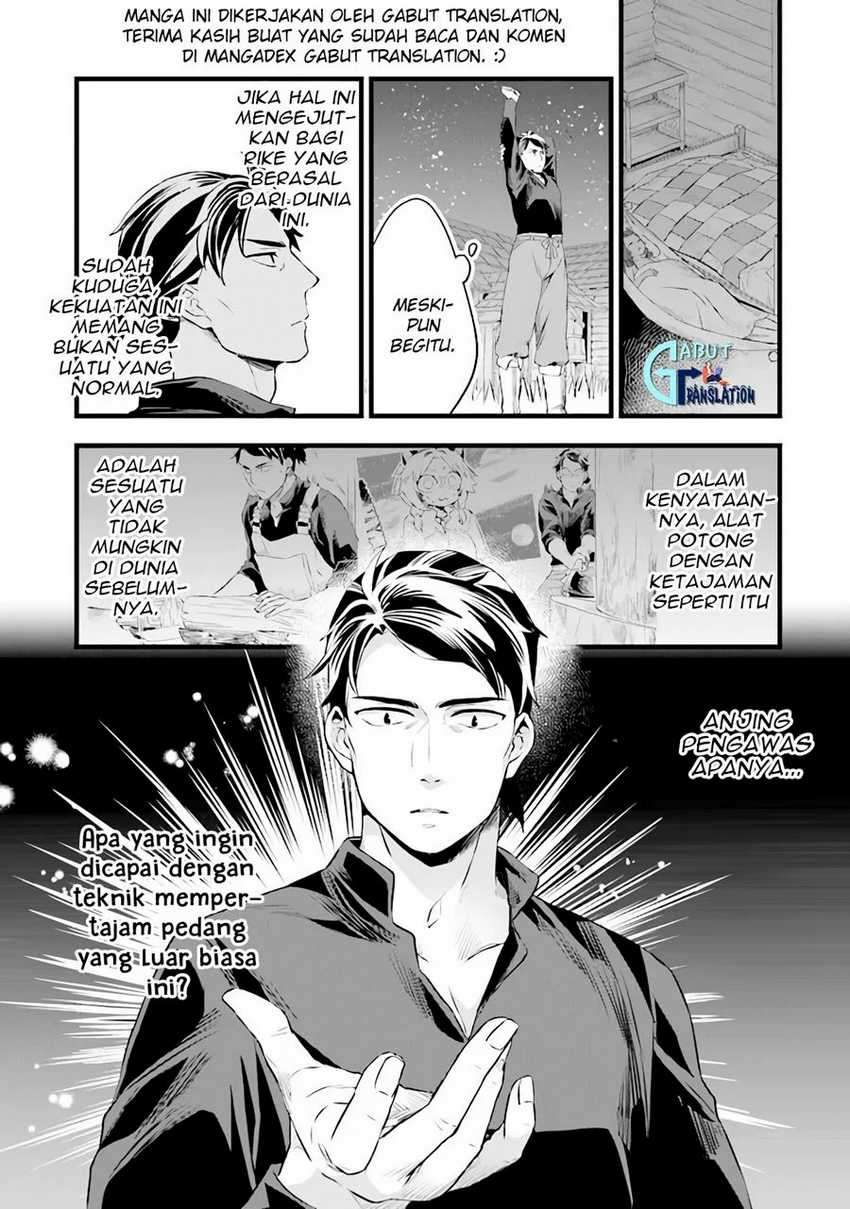 MANGA INI DIKERJAKAN OLEH GABUT TRANSLATION,
TERIMA KASIH BUAT YANG SUDAH BACA DAN KOMEN
DI MANGADEX GABUT TRANSLATION. :)
GABUT
TRANSLATION
MESKI-
PUN
BEGITU.
JIKA HAL INI
MENGEJUT-
KAN BAGI
RIKE YANG
BERASAL
DARI DUNIA
INI.
SUDAH
KUDUGA,
KEKUATAN INI
MEMANG
BUKAN SES-
UATU YANG
NORMAL,
DALAM
KENYATAAN-
NYA, ALAT
POTONG
DENGAN
KETAJAMAN
SEPERTI ITU
ADALAH
SESUATU
YANG
TIDAK
MUNGKIN
DI DUNIA
SEBELUM-
NYA.
ANJING
PENGAWAS
APANYA...
Apa yang ingin
dicapai dengan
teknik memper-
tajam pedang
yang Luar biasa
ini?